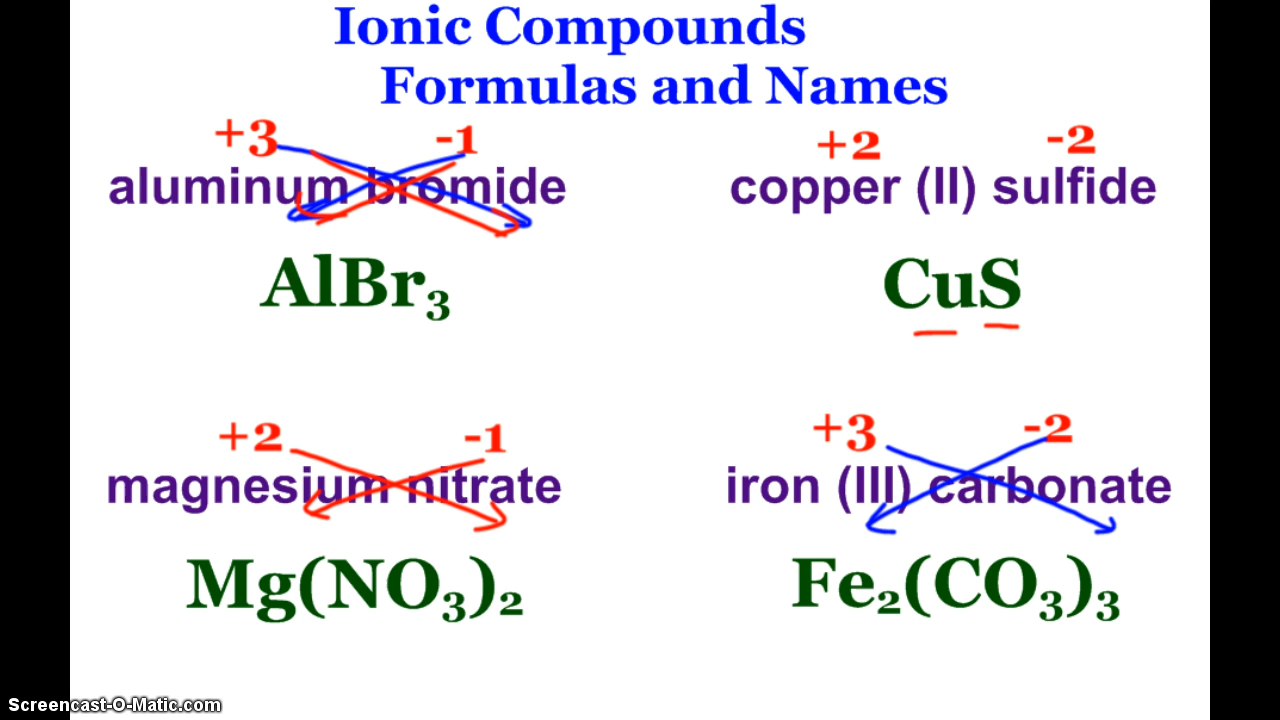 Ionic Compounds
Formulas and Names
+3 -1
aluminum bromide
AlBr₃
+2 -2
copper (II) sulfide
CuS
+2 -1
magnesium nitrate
Mg(NO₃)₂
+3 -2
iron (III) carbonate
Fe₂(CO₃)₃
Screencast-O-Matic.com